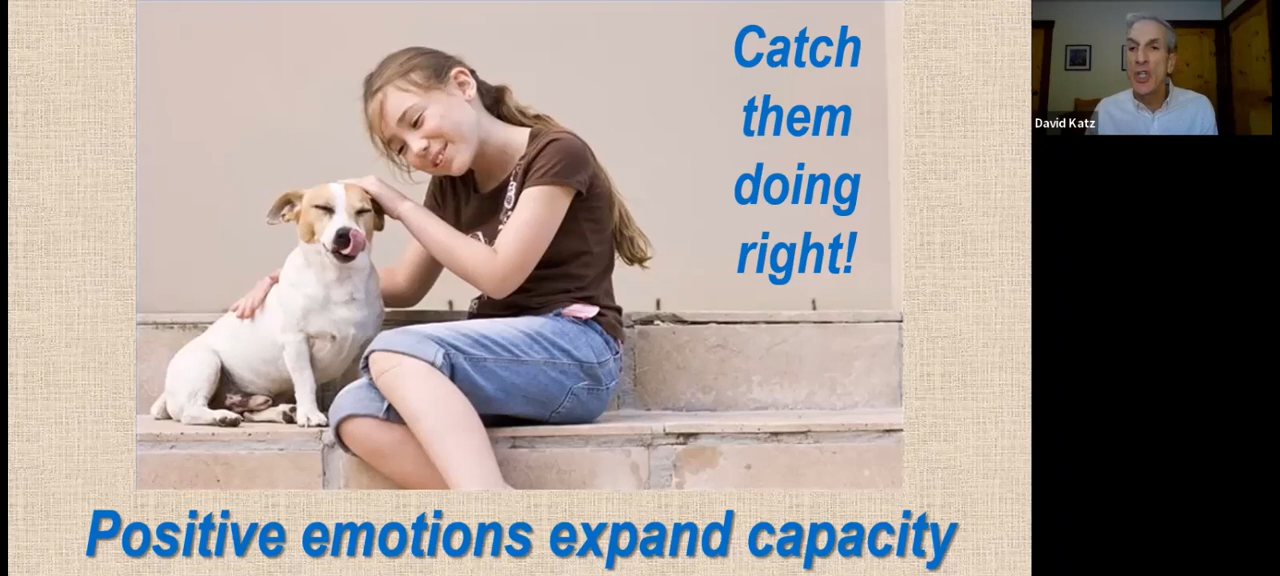 Catch
them
doing
right!
Positive emotions expand capacity
David Katz